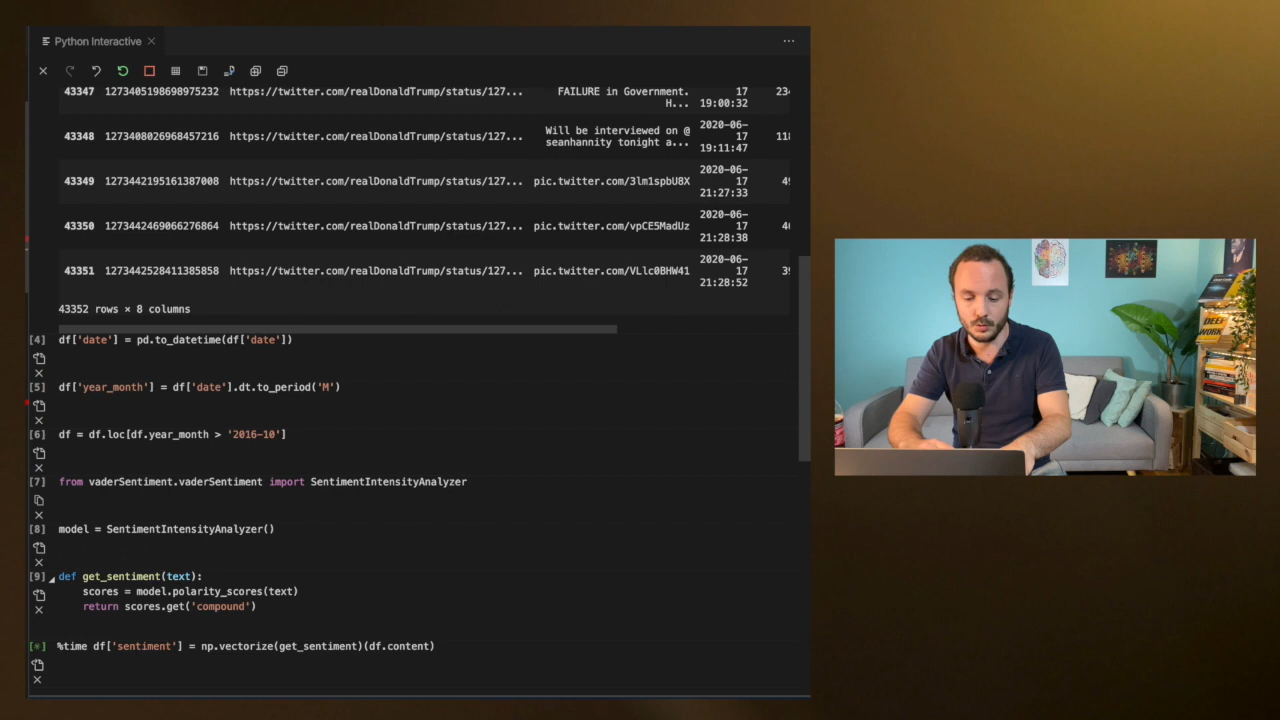 Python Interactive
43347 1273405198698975232 https://twitter.com/realDonaldTrump/status/127... FAILURE in Government. H... 17 19:00:32 234
43348 1273408026968457216 https://twitter.com/realDonaldTrump/status/127... Will be interviewed on @ seanhannity tonight a... 2020-06-17 19:11:47 118
43349 1273442195161387008 https://twitter.com/realDonaldTrump/status/127... pic.twitter.com/3lm1spbU8X 2020-06-17 21:27:33
43350 1273442469066276864 https://twitter.com/realDonaldTrump/status/127... pic.twitter.com/vpCE5MadUz 2020-06-17 21:28:38
43351 1273442528411385858 https://twitter.com/realDonaldTrump/status/127... pic.twitter.com/VLlc0BHW41 2020-06-17 21:28:52
43352 rows × 8 columns
[4] df['date'] = pd.to_datetime(df['date'])
[5] df['year_month'] = df['date'].dt.to_period('M')
[6] df = df.loc[df.year_month > '2016-10']
[7] from vaderSentiment.vaderSentiment import SentimentIntensityAnalyzer
[8] model = SentimentIntensityAnalyzer()
[9] def get_sentiment(text):
scores = model.polarity_scores(text)
return scores.get('compound')
[*] %time df['sentiment'] = np.vectorize(get_sentiment)(df.content)
DEEP
WORK